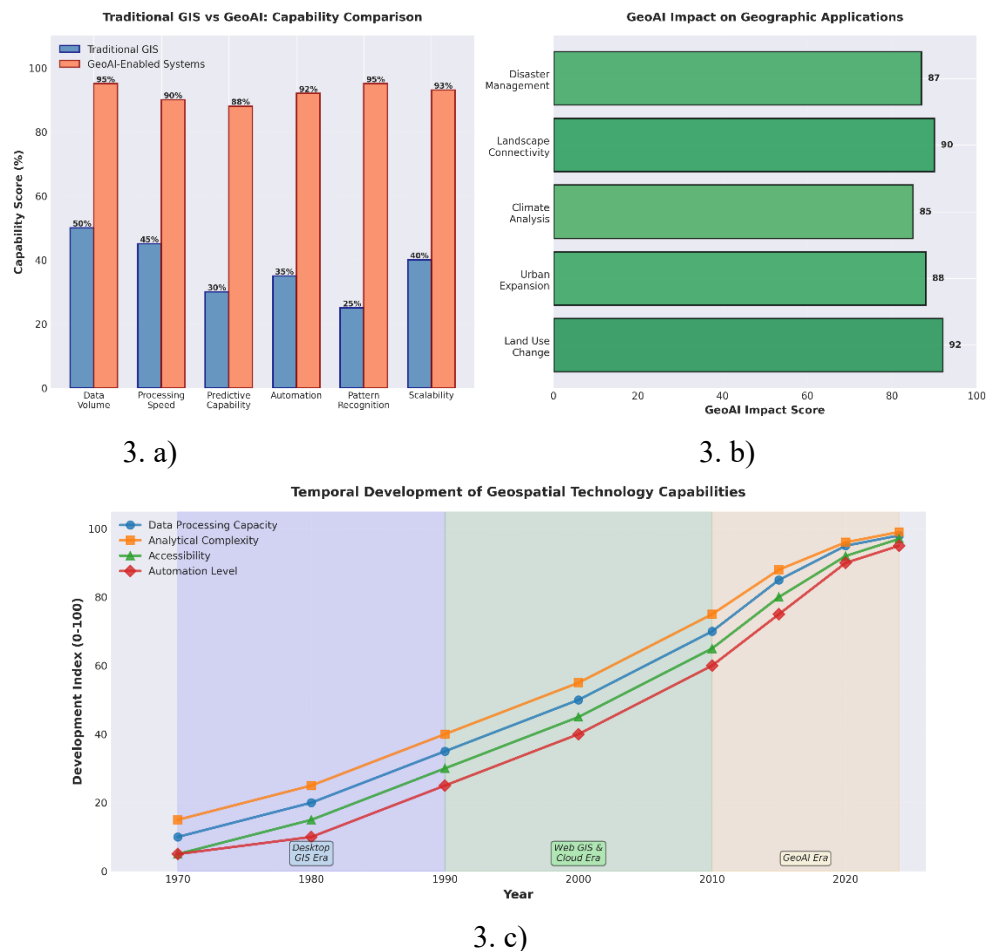 Traditional GIS vs GeoAI: Capability Comparison
Traditional GIS
GeoAI-Enabled Systems
Capability Score (%)
100
80
60
40
20
0
50%
95%
45%
90%
30%
88%
35%
92%
25%
95%
40%
93%
Data
Volume
Processing
Speed
Predictive
Capability
Automation
Pattern
Recognition
Scalability
3. a)
GeoAI Impact on Geographic Applications
Disaster
Management
87
Landscape
Connectivity
90
Climate
Analysis
85
Urban
Expansion
88
Land Use
Change
92
0
20
40
60
80
100
GeoAI Impact Score
3. b)
Temporal Development of Geospatial Technology Capabilities
Data Processing Capacity
Analytical Complexity
Accessibility
Automation Level
Development Index (0-100)
100
80
60
40
20
0
Desktop
GIS Era
Web GIS &
Cloud Era
GeoAI Era
1970
1980
1990
2000
2010
2020
Year
3. c)